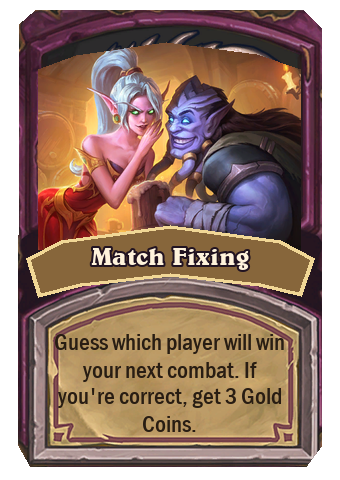 Match Fixing
Guess which player will win
your next combat. If
you're correct, get 3 Gold
Coins.